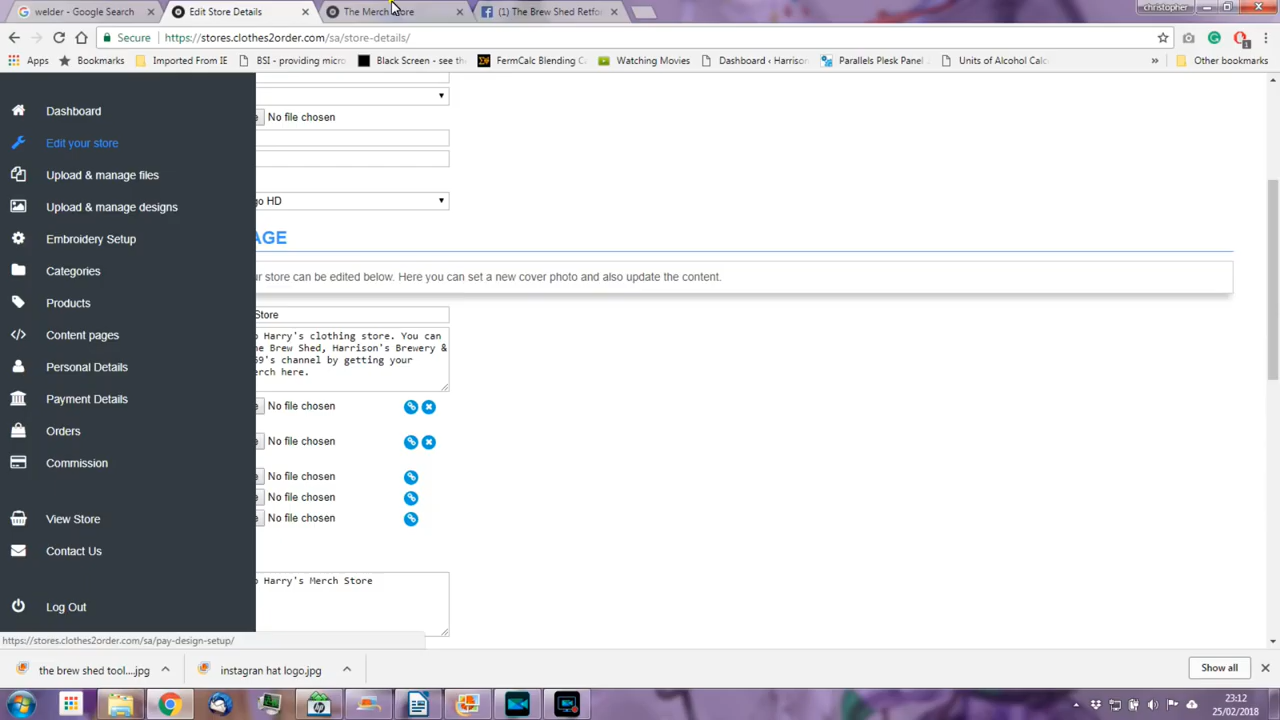 welder - Google Search
Edit Store Details
The Merch Store
(1) The Brew Shed Retfo
christopher
Secure
https://stores.clothes2order.com/sa/store-details/
Apps
Bookmarks
Imported From IE
BSI - providing micro
Black Screen - see the
FermCalc Blending Ca
Watching Movies
Dashboard ‹ Harrison
Parallels Plesk Panel
Units of Alcohol Calc
»
Other bookmarks
Dashboard
Edit your store
Upload & manage files
Upload & manage designs
Embroidery Setup
Categories
Products
Content pages
Personal Details
Payment Details
Orders
Commission
View Store
Contact Us
Log Out
e No file chosen
go HD
AGE
ur store can be edited below. Here you can set a new cover photo and also update the content.
Store
o Harry's clothing store. You can
he Brew Shed, Harrison's Brewery &
69's channel by getting your
erch here.
e No file chosen
e No file chosen
e No file chosen
e No file chosen
e No file chosen
o Harry's Merch Store
https://stores.clothes2order.com/sa/pay-design-setup/
the brew shed tool....jpg
instagran hat logo.jpg
Show all
23:12
25/02/2018